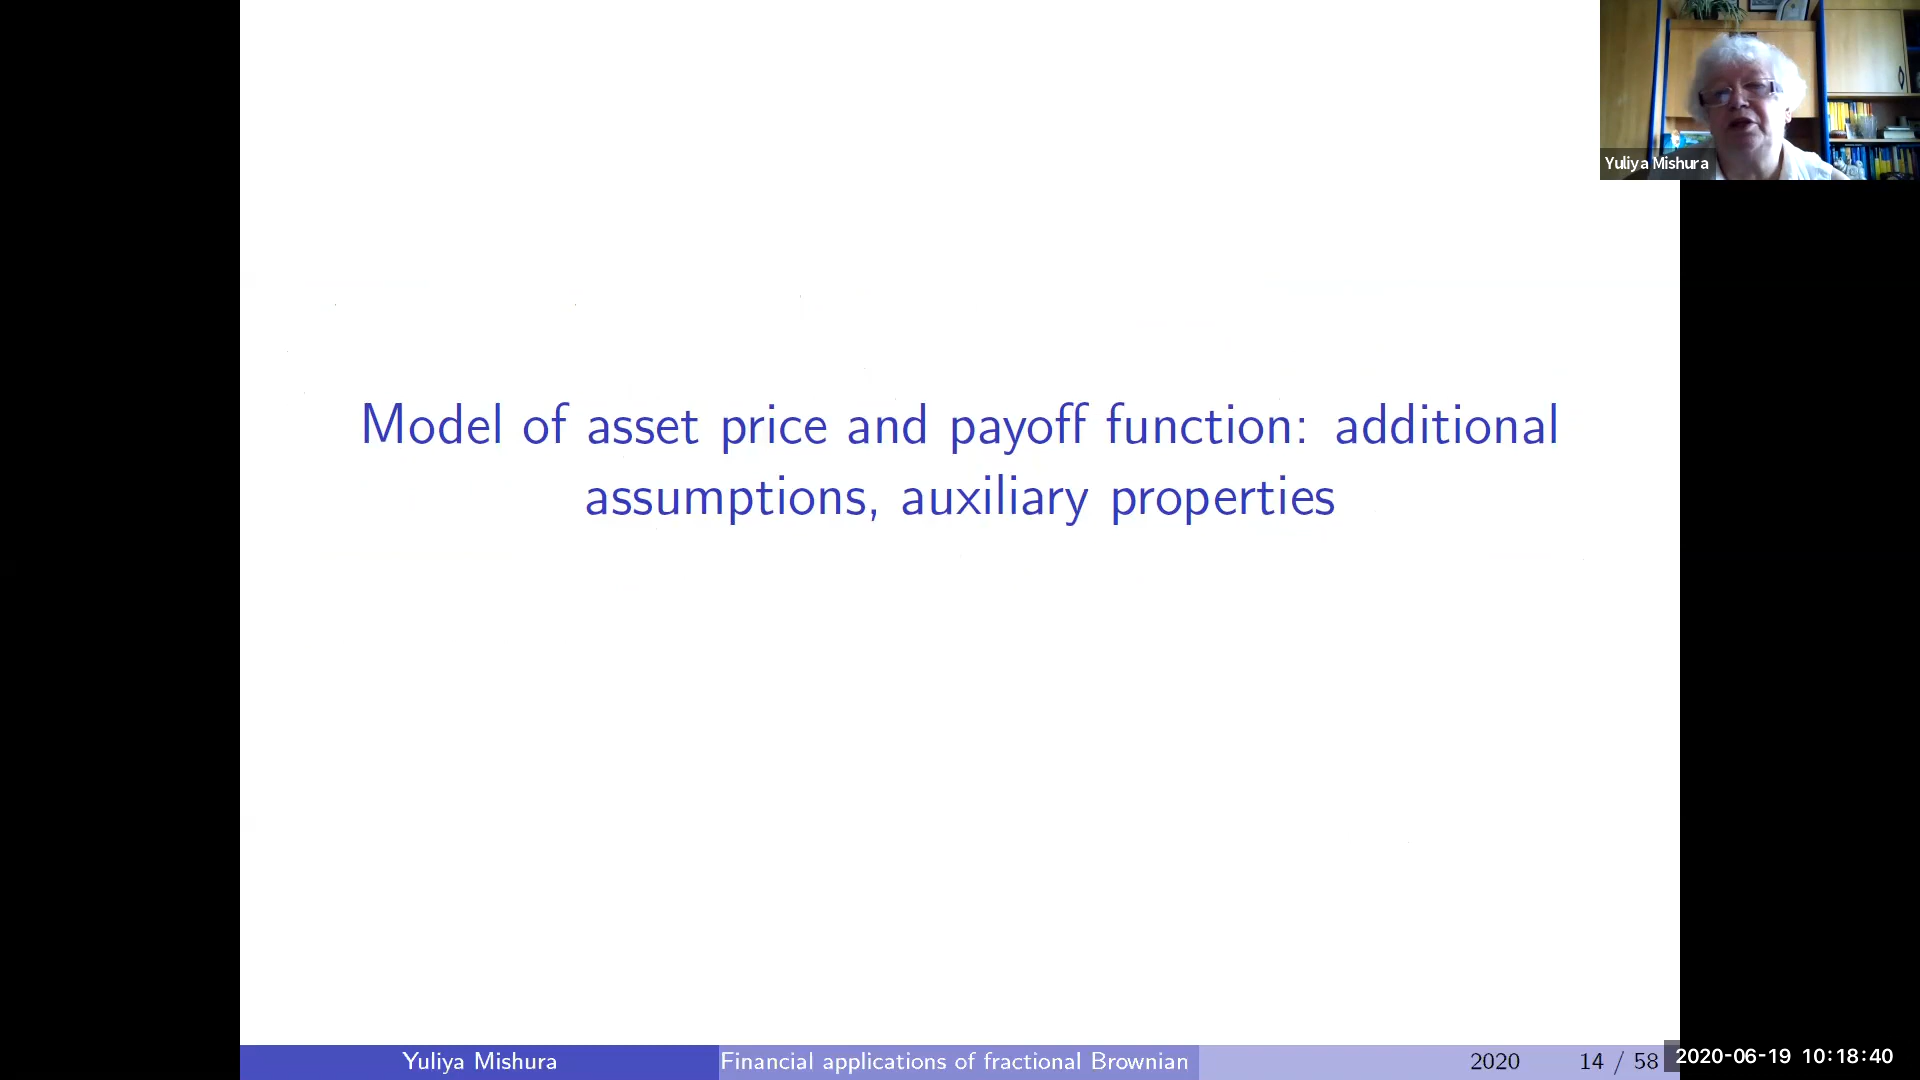 Yuliya Mishura
Model of asset price and payoff function: additional
assumptions, auxiliary properties
Yuliya Mishura
Financial applications of fractional Brownian
2020
14 / 58
2020-06-19 10:18:40